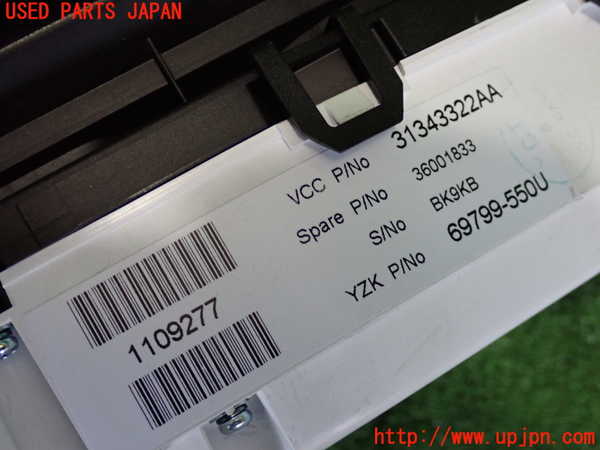 USED PARTS JAPAN
VCC P/No 31343322AA
Spare P/No 36001833
S/No BK9KB
YZK P/No 69799-550U
1109277
http://www.upjpn.com/